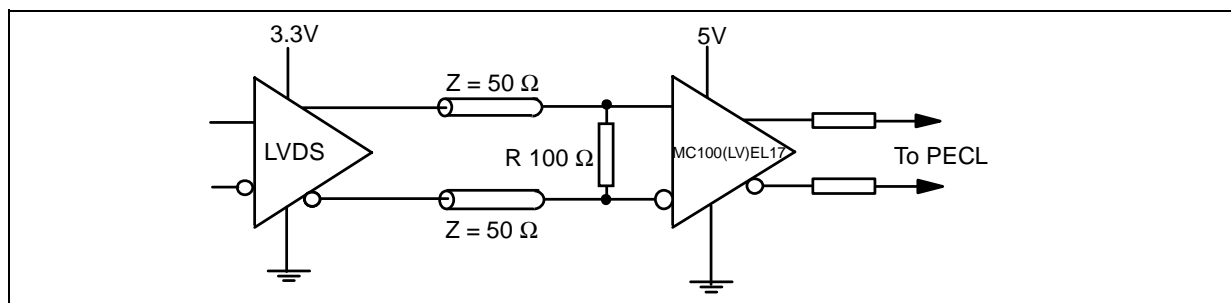 3.3V
5V
Z = 50 Ω
LVDS
R 100 Ω
MC100(LV)EL17
To PECL
Z = 50 Ω